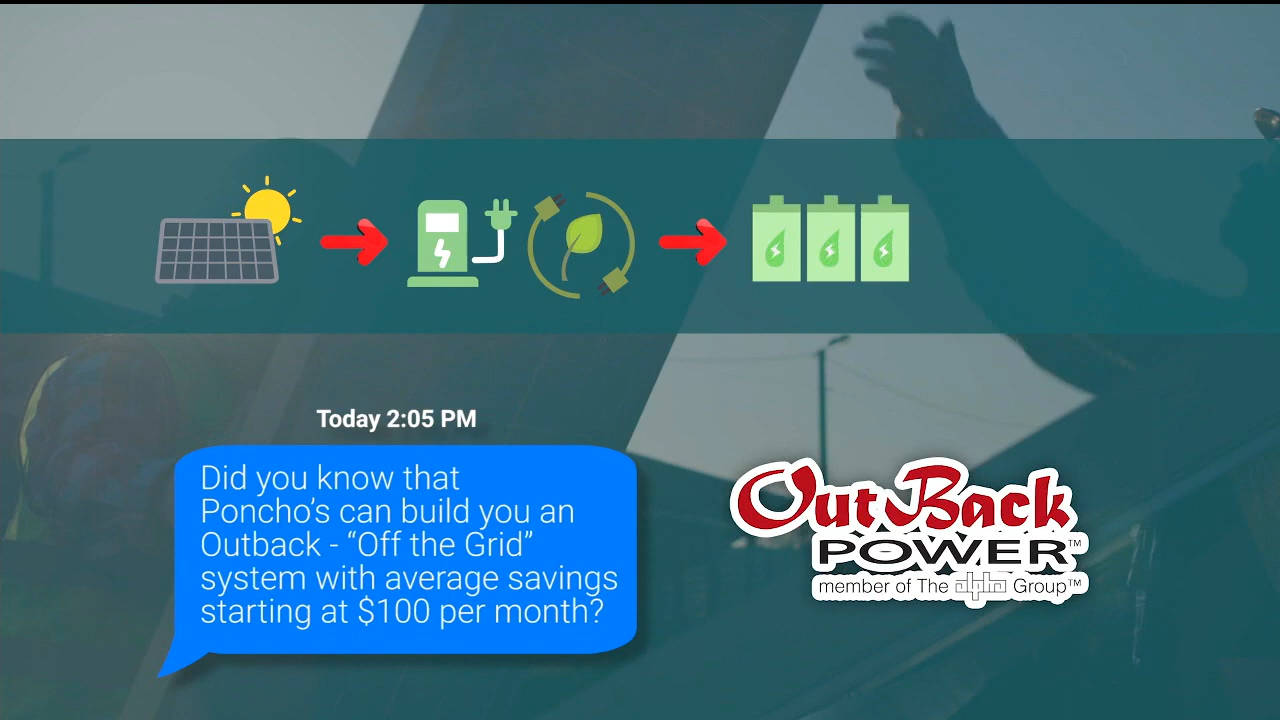 Today 2:05 PM
Did you know that
Poncho's can build you an
Outback - “Off the Grid”
system with average savings
starting at $100 per month?
OutBack
POWER™
member of The alpha Group™